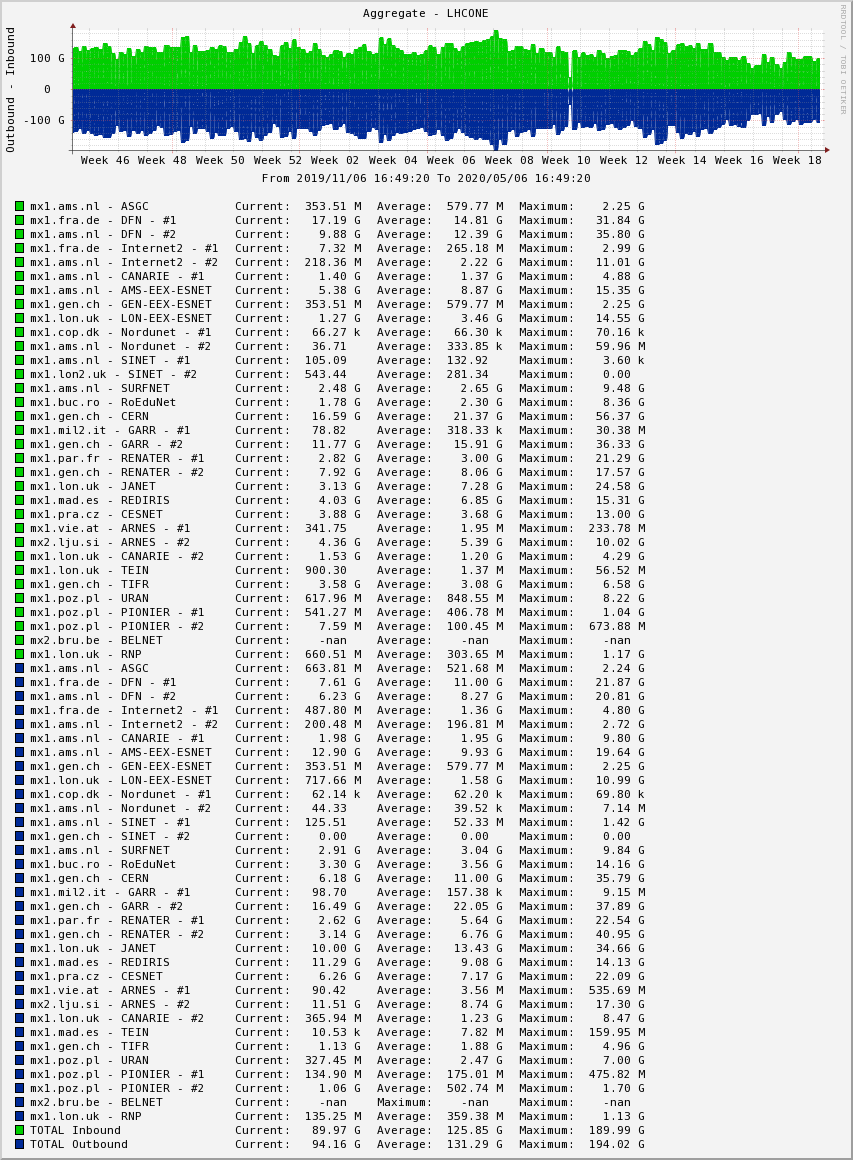 Aggregate - LHCONE
RRDTOOL / TOBI OETIKER
Outbound - Inbound
100 G
0
-100 G
Week 46 Week 48 Week 50 Week 52 Week 02 Week 04 Week 06 Week 08 Week 10 Week 12 Week 14 Week 16 Week 18
From 2019/11/06 16:49:20 To 2020/05/06 16:49:20
mx1.ams.nl - ASGC Current: 353.51 M Average: 579.77 M Maximum: 2.25 G
mx1.fra.de - DFN - #1 Current: 17.19 G Average: 14.81 G Maximum: 31.84 G
mx1.ams.nl - DFN - #2 Current: 9.88 G Average: 12.39 G Maximum: 35.80 G
mx1.fra.de - Internet2 - #1 Current: 7.32 M Average: 265.18 M Maximum: 2.99 G
mx1.ams.nl - Internet2 - #2 Current: 218.36 M Average: 2.22 G Maximum: 11.01 G
mx1.ams.nl - CANARIE - #1 Current: 1.40 G Average: 1.37 G Maximum: 4.88 G
mx1.ams.nl - AMS-EEX-ESNET Current: 5.38 G Average: 8.87 G Maximum: 15.35 G
mx1.gen.ch - GEN-EEX-ESNET Current: 353.51 M Average: 579.77 M Maximum: 2.25 G
mx1.lon.uk - LON-EEX-ESNET Current: 1.27 G Average: 3.46 G Maximum: 14.55 G
mx1.cop.dk - Nordunet - #1 Current: 66.27 k Average: 66.30 k Maximum: 70.16 k
mx1.ams.nl - Nordunet - #2 Current: 36.71 Average: 333.85 k Maximum: 59.96 M
mx1.ams.nl - SINET - #1 Current: 105.09 Average: 132.92 Maximum: 3.60 k
mx1.lon2.uk - SINET - #2 Current: 543.44 Average: 281.34 Maximum: 0.00
mx1.ams.nl - SURFNET Current: 2.48 G Average: 2.65 G Maximum: 9.48 G
mx1.buc.ro - RoEduNet Current: 1.78 G Average: 2.30 G Maximum: 8.36 G
mx1.gen.ch - CERN Current: 16.59 G Average: 21.37 G Maximum: 56.37 G
mx1.mil2.it - GARR - #1 Current: 78.82 Average: 318.33 k Maximum: 30.38 M
mx1.gen.ch - GARR - #2 Current: 11.77 G Average: 15.91 G Maximum: 36.33 G
mx1.par.fr - RENATER - #1 Current: 2.82 G Average: 3.00 G Maximum: 21.29 G
mx1.gen.ch - RENATER - #2 Current: 7.92 G Average: 8.06 G Maximum: 17.57 G
mx1.lon.uk - JANET Current: 3.13 G Average: 7.28 G Maximum: 24.58 G
mx1.mad.es - REDIRIS Current: 4.03 G Average: 6.85 G Maximum: 15.31 G
mx1.pra.cz - CESNET Current: 3.88 G Average: 3.68 G Maximum: 13.00 G
mx1.vie.at - ARNES - #1 Current: 341.75 Average: 1.95 M Maximum: 233.78 M
mx2.lju.si - ARNES - #2 Current: 4.36 G Average: 5.39 G Maximum: 10.02 G
mx1.lon.uk - CANARIE - #2 Current: 1.53 G Average: 1.20 G Maximum: 4.29 G
mx1.lon.uk - TEIN Current: 900.30 Average: 1.37 M Maximum: 56.52 M
mx1.gen.ch - TIFR Current: 3.58 G Average: 3.08 G Maximum: 6.58 G
mx1.poz.pl - URAN Current: 617.96 M Average: 848.55 M Maximum: 8.22 G
mx1.poz.pl - PIONIER - #1 Current: 541.27 M Average: 406.78 M Maximum: 1.04 G
mx1.poz.pl - PIONIER - #2 Current: 7.59 M Average: 100.45 M Maximum: 673.88 M
mx2.bru.be - BELNET Current: -nan Average: -nan Maximum: -nan
mx1.lon.uk - RNP Current: 660.51 M Average: 303.65 M Maximum: 1.17 G
mx1.ams.nl - ASGC Current: 663.81 M Average: 521.68 M Maximum: 2.24 G
mx1.fra.de - DFN - #1 Current: 7.61 G Average: 11.00 G Maximum: 21.87 G
mx1.ams.nl - DFN - #2 Current: 6.23 G Average: 8.27 G Maximum: 20.81 G
mx1.fra.de - Internet2 - #1 Current: 487.80 M Average: 1.36 G Maximum: 4.80 G
mx1.ams.nl - Internet2 - #2 Current: 200.48 M Average: 196.81 M Maximum: 2.72 G
mx1.ams.nl - CANARIE - #1 Current: 1.98 G Average: 1.95 G Maximum: 9.80 G
mx1.ams.nl - AMS-EEX-ESNET Current: 12.90 G Average: 9.93 G Maximum: 19.64 G
mx1.gen.ch - GEN-EEX-ESNET Current: 353.51 M Average: 579.77 M Maximum: 2.25 G
mx1.lon.uk - LON-EEX-ESNET Current: 717.66 M Average: 1.58 G Maximum: 10.99 G
mx1.cop.dk - Nordunet - #1 Current: 62.14 k Average: 62.20 k Maximum: 69.80 k
mx1.ams.nl - Nordunet - #2 Current: 44.33 Average: 39.52 k Maximum: 7.14 M
mx1.ams.nl - SINET - #1 Current: 125.51 Average: 52.33 M Maximum: 1.42 G
mx1.gen.ch - SINET - #2 Current: 0.00 Average: 0.00 Maximum: 0.00
mx1.ams.nl - SURFNET Current: 2.91 G Average: 3.04 G Maximum: 9.84 G
mx1.buc.ro - RoEduNet Current: 3.30 G Average: 3.56 G Maximum: 14.16 G
mx1.gen.ch - CERN Current: 6.18 G Average: 11.00 G Maximum: 35.79 G
mx1.mil2.it - GARR - #1 Current: 98.70 Average: 157.38 k Maximum: 9.15 M
mx1.gen.ch - GARR - #2 Current: 16.49 G Average: 22.05 G Maximum: 37.89 G
mx1.par.fr - RENATER - #1 Current: 2.62 G Average: 5.64 G Maximum: 22.54 G
mx1.gen.ch - RENATER - #2 Current: 3.14 G Average: 6.76 G Maximum: 40.95 G
mx1.lon.uk - JANET Current: 10.00 G Average: 13.43 G Maximum: 34.66 G
mx1.mad.es - REDIRIS Current: 11.29 G Average: 9.08 G Maximum: 14.13 G
mx1.pra.cz - CESNET Current: 6.26 G Average: 7.17 G Maximum: 22.09 G
mx1.vie.at - ARNES - #1 Current: 90.42 Average: 3.56 M Maximum: 535.69 M
mx2.lju.si - ARNES - #2 Current: 11.51 G Average: 8.74 G Maximum: 17.30 G
mx1.lon.uk - CANARIE - #2 Current: 365.94 M Average: 1.23 G Maximum: 8.47 G
mx1.mad.es - TEIN Current: 10.53 k Average: 7.82 M Maximum: 159.95 M
mx1.gen.ch - TIFR Current: 1.13 G Average: 1.88 G Maximum: 4.96 G
mx1.poz.pl - URAN Current: 327.45 M Average: 2.47 G Maximum: 7.00 G
mx1.poz.pl - PIONIER - #1 Current: 134.90 M Average: 175.01 M Maximum: 475.82 M
mx1.poz.pl - PIONIER - #2 Current: 1.06 G Average: 502.74 M Maximum: 1.70 G
mx2.bru.be - BELNET Current: -nan Maximum: -nan Maximum: -nan
mx1.lon.uk - RNP Current: 135.25 M Average: 359.38 M Maximum: 1.13 G
TOTAL Inbound Current: 89.97 G Average: 125.85 G Maximum: 189.99 G
TOTAL Outbound Current: 94.16 G Average: 131.29 G Maximum: 194.02 G